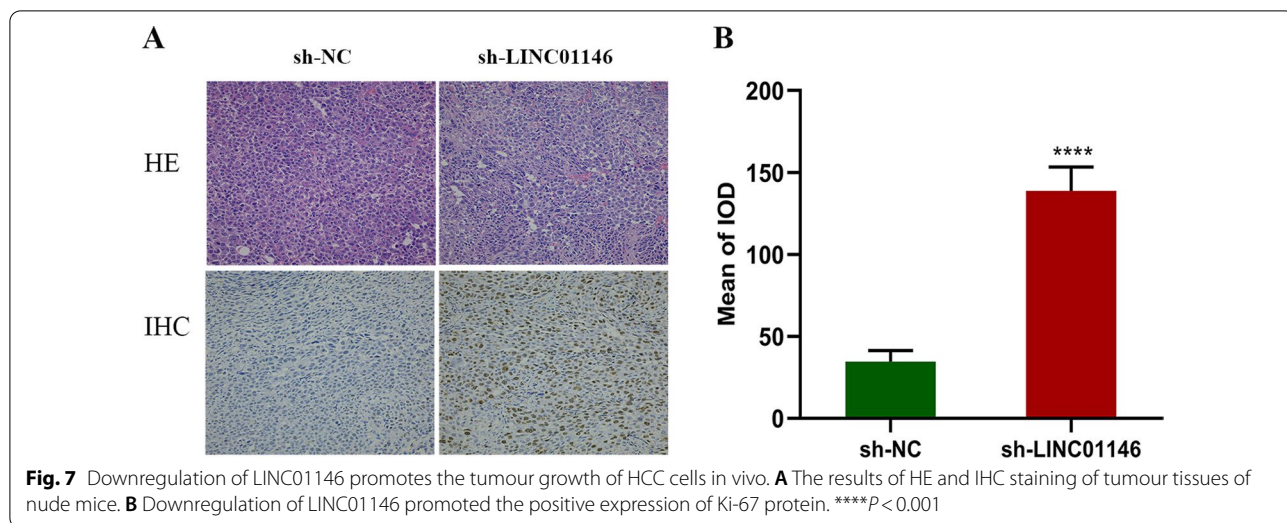 A
sh-NC
sh-LINC01146
HE
IHC
B
Mean of IOD
200
150
100
50
0
****
sh-NC
sh-LINC01146
Fig. 7 Downregulation of LINC01146 promotes the tumour growth of HCC cells in vivo. A The results of HE and IHC staining of tumour tissues of
nude mice. B Downregulation of LINC01146 promoted the positive expression of Ki-67 protein. ****P < 0.001